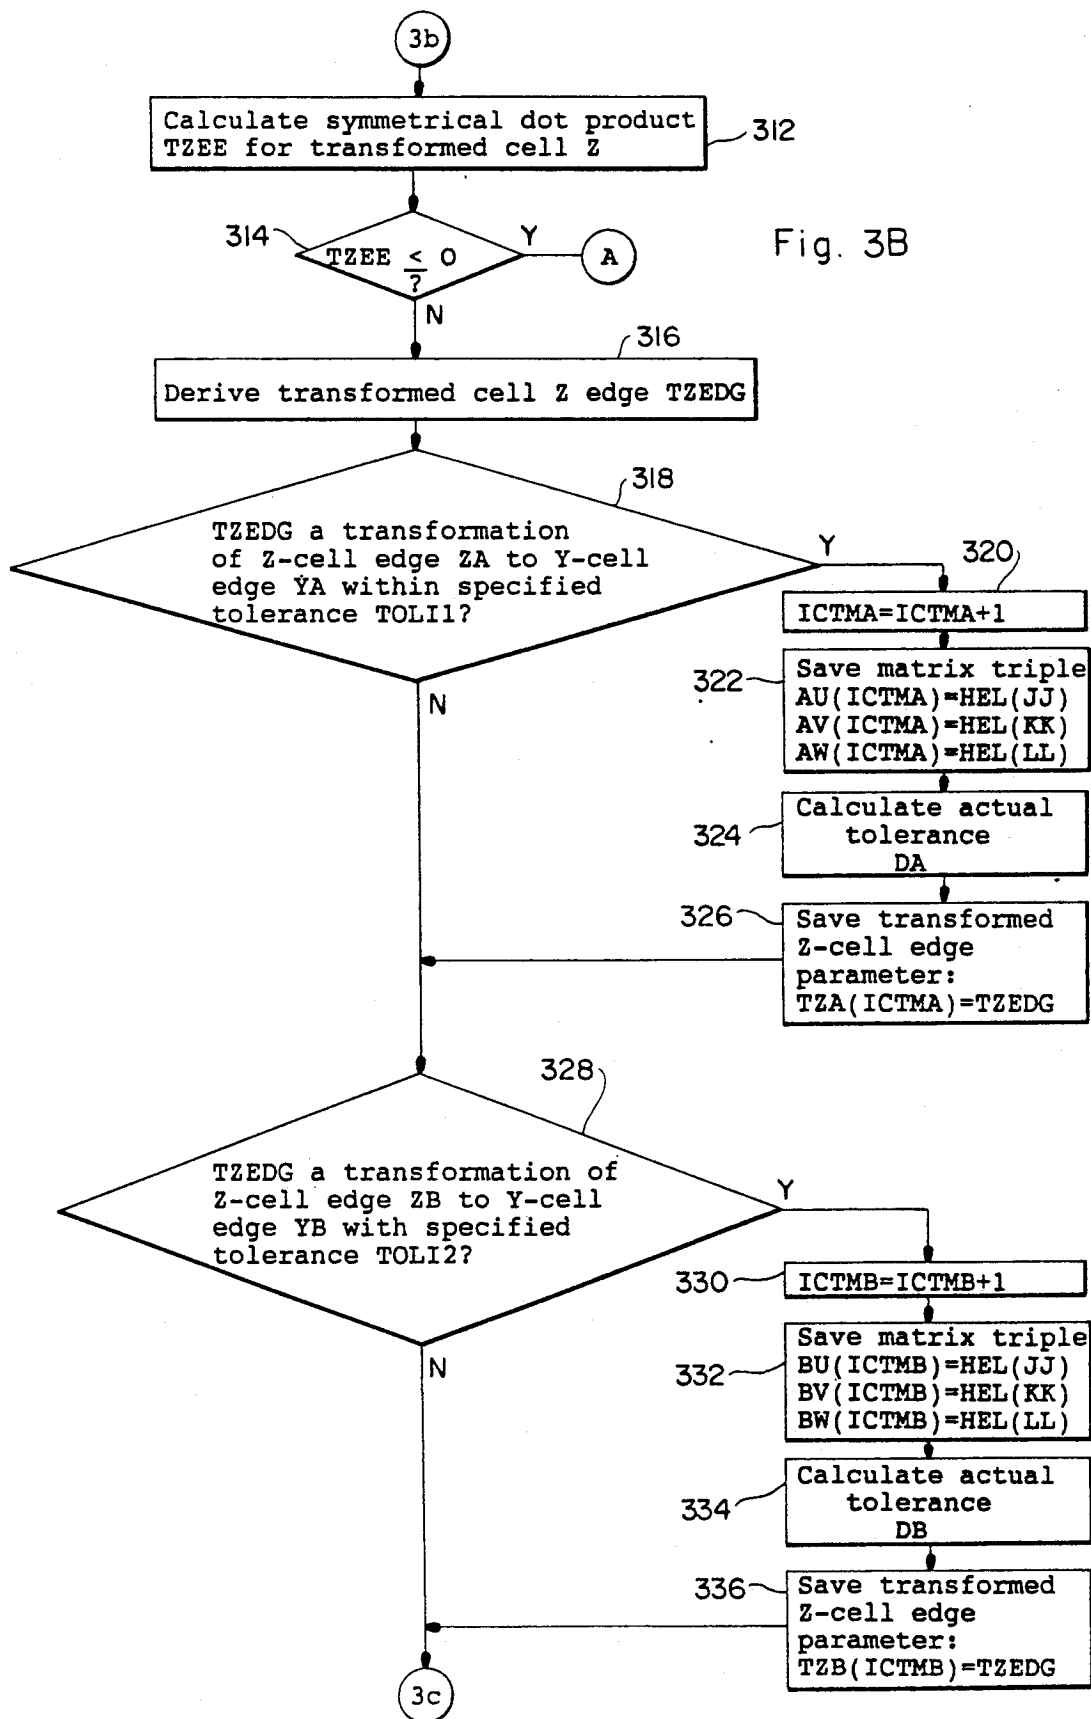 3b
Calculate symmetrical dot product
TZEE for transformed cell Z
312
314
TZEE ≤ 0
?
Y
A
Fig. 3B
N
316
Derive transformed cell Z edge TZEDG
318
TZEDG a transformation
of Z-cell edge ZA to Y-cell
edge YA within specified
tolerance TOLI1?
Y
N
320
ICTMA=ICTMA+1
322
Save matrix triple
AU(ICTMA)=HEL(JJ)
AV(ICTMA)=HEL(KK)
AW(ICTMA)=HEL(LL)
324
Calculate actual
tolerance
DA
326
Save transformed
Z-cell edge
parameter:
TZA(ICTMA)=TZEDG
328
TZEDG a transformation of
Z-cell edge ZB to Y-cell
edge YB with specified
tolerance TOLI2?
Y
N
330
ICTMB=ICTMB+1
332
Save matrix triple
BU(ICTMB)=HEL(JJ)
BV(ICTMB)=HEL(KK)
BW(ICTMB)=HEL(LL)
334
Calculate actual
tolerance
DB
336
Save transformed
Z-cell edge
parameter:
TZB(ICTMB)=TZEDG
3c